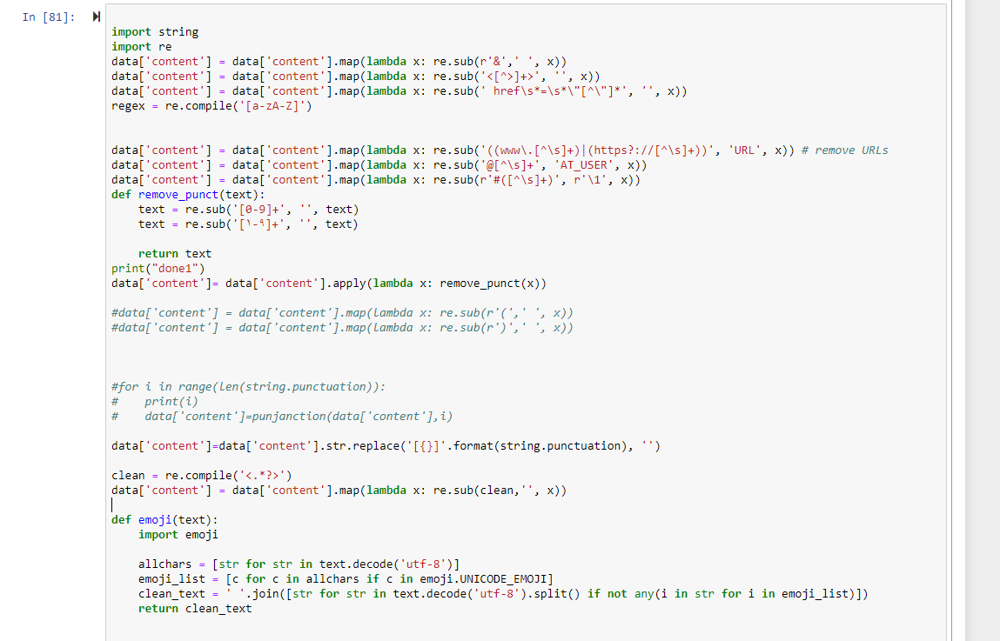 In [81]:
import string
import re
data['content'] = data['content'].map(lambda x: re.sub(r'&',' ', x))
data['content'] = data['content'].map(lambda x: re.sub('<[^>]+>', '', x))
data['content'] = data['content'].map(lambda x: re.sub(' href\s*=\s*\"[^\"]*', '', x))
regex = re.compile('[a-zA-Z]')
data['content'] = data['content'].map(lambda x: re.sub('((www\.[^\s]+)|(https?://[^\s]+))', 'URL', x)) # remove URLs
data['content'] = data['content'].map(lambda x: re.sub('@[^\s]+', 'AT_USER', x))
data['content'] = data['content'].map(lambda x: re.sub(r'#([^\s]+)', r'\1', x))
def remove_punct(text):
    text = re.sub('[0-9]+', '', text)
    text = re.sub('[١-٩]+', '', text)
    return text
print("done1")
data['content']= data['content'].apply(lambda x: remove_punct(x))
#data['content'] = data['content'].map(lambda x: re.sub(r'(',' ', x))
#data['content'] = data['content'].map(lambda x: re.sub(r')',' ', x))
#for i in range(len(string.punctuation)):
#    print(i)
#    data['content']=punjanction(data['content'],i)
data['content']=data['content'].str.replace('[{}]'.format(string.punctuation), '')
clean = re.compile('<.*?>')
data['content'] = data['content'].map(lambda x: re.sub(clean,'', x))
def emoji(text):
    import emoji
    allchars = [str for str in text.decode('utf-8')]
    emoji_list = [c for c in allchars if c in emoji.UNICODE_EMOJI]
    clean_text = ' '.join([str for str in text.decode('utf-8').split() if not any(i in str for i in emoji_list)])
    return clean_text